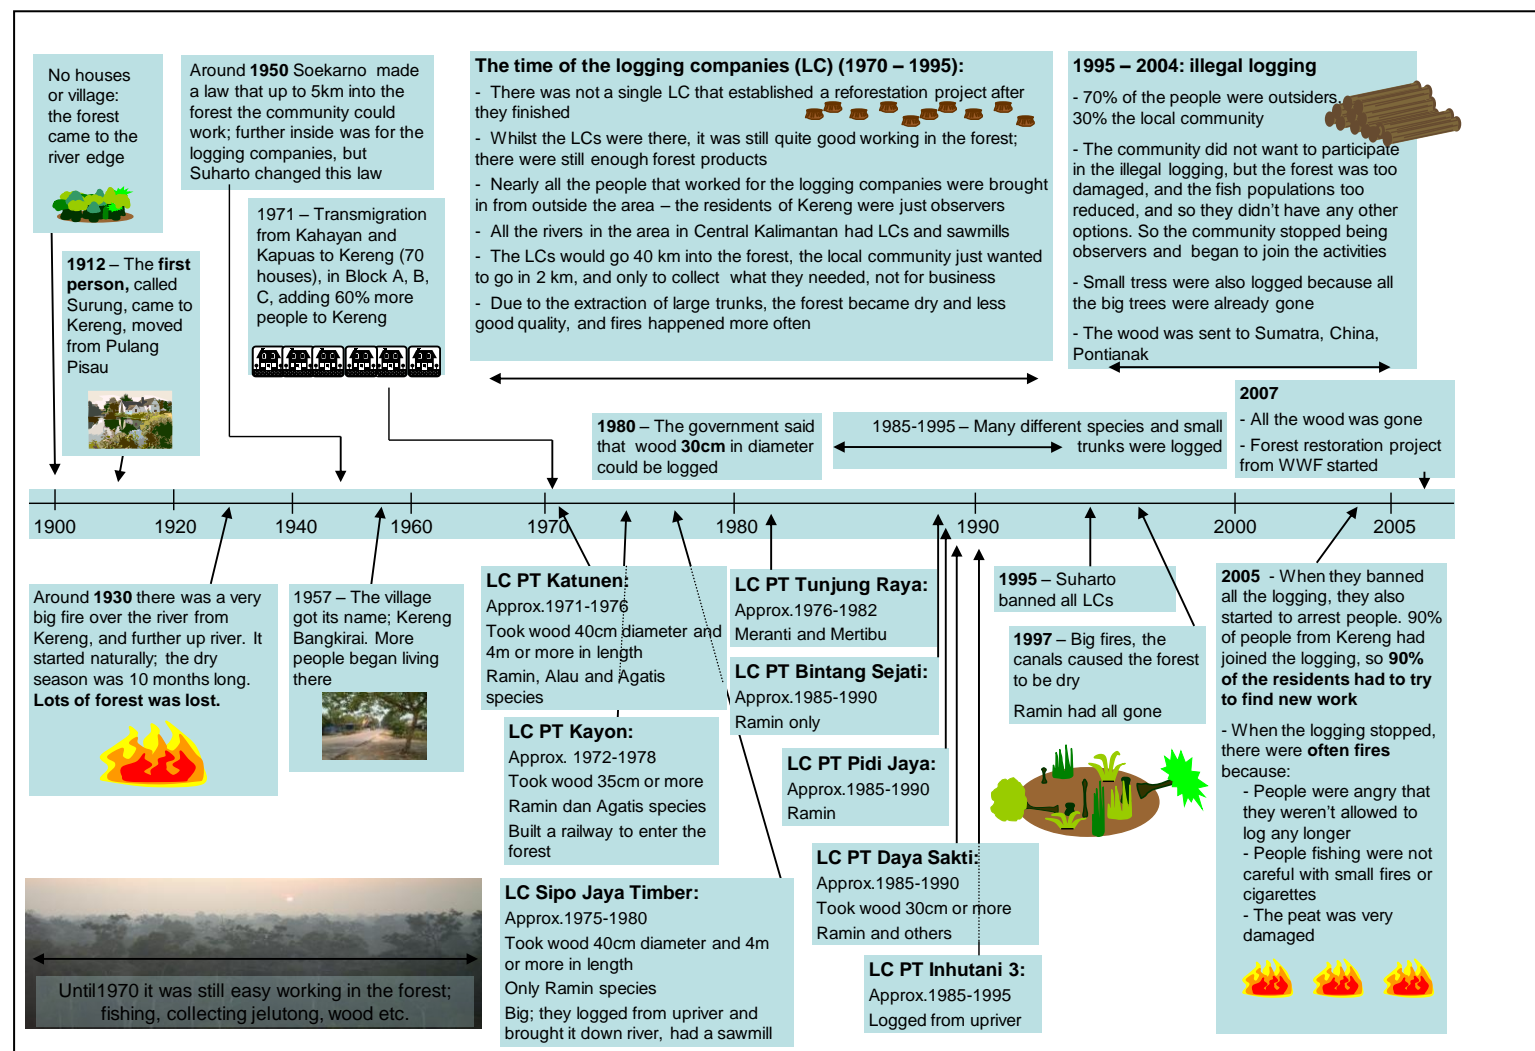 No houses
or village:
the forest
came to the
river edge
Around 1950 Soekarno made
a law that up to 5km into the
forest the community could
work; further inside was for the
logging companies, but
Suharto changed this law
The time of the logging companies (LC) (1970 – 1995):
- There was not a single LC that established a reforestation project after
they finished
- Whilst the LCs were there, it was still quite good working in the forest;
there were still enough forest products
- Nearly all the people that worked for the logging companies were brought
in from outside the area – the residents of Kereng were just observers
- All the rivers in the area in Central Kalimantan had LCs and sawmills
- The LCs would go 40 km into the forest, the local community just wanted
to go in 2 km, and only to collect what they needed, not for business
- Due to the extraction of large trunks, the forest became dry and less
good quality, and fires happened more often
1995 – 2004: illegal logging
- 70% of the people were outsiders,
30% the local community
- The community did not want to participate
in the illegal logging, but the forest was too
damaged, and the fish populations too
reduced, and so they didn't have any other
options. So the community stopped being
observers and began to join the activities
- Small tress were also logged because all
the big trees were already gone
- The wood was sent to Sumatra, China,
Pontianak
1912 – The first
person, called
Surung, came to
Kereng, moved
from Pulang
Pisau
1971 – Transmigration
from Kahayan and
Kapuas to Kereng (70
houses), in Block A, B,
C, adding 60% more
people to Kereng
1980 – The government said
that wood 30cm in diameter
could be logged
1985-1995 – Many different species and small
trunks were logged
2007
- All the wood was gone
- Forest restoration project
from WWF started
1900 1920 1940 1960 1970 1980 1990 2000 2005
Around 1930 there was a very
big fire over the river from
Kereng, and further up river. It
started naturally; the dry
season was 10 months long.
Lots of forest was lost.
1957 – The village
got its name; Kereng
Bangkirai. More
people began living
there
LC PT Katunen:
Approx.1971-1976
Took wood 40cm diameter and
4m or more in length
Ramin, Alau and Agatis
species
LC PT Kayon:
Approx. 1972-1978
Took wood 35cm or more
Ramin dan Agatis species
Built a railway to enter the
forest
LC Sipo Jaya Timber:
Approx.1975-1980
Took wood 40cm diameter and 4m
or more in length
Only Ramin species
Big; they logged from upriver and
brought it down river, had a sawmill
LC PT Tunjung Raya:
Approx.1976-1982
Meranti and Mertibu
LC PT Bintang Sejati:
Approx.1985-1990
Ramin only
LC PT Pidi Jaya:
Approx.1985-1990
Ramin
LC PT Daya Sakti:
Approx.1985-1990
Took wood 30cm or more
Ramin and others
LC PT Inhutani 3:
Approx.1985-1995
Logged from upriver
1995 – Suharto
banned all LCs
1997 – Big fires, the
canals caused the forest
to be dry
Ramin had all gone
2005 - When they banned
all the logging, they also
started to arrest people. 90%
of people from Kereng had
joined the logging, so 90%
of the residents had to try
to find new work
- When the logging stopped,
there were often fires
because:
- People were angry that
they weren't allowed to
log any longer
- People fishing were not
careful with small fires or
cigarettes
- The peat was very
damaged
Until1970 it was still easy working in the forest;
fishing, collecting jelutong, wood etc.